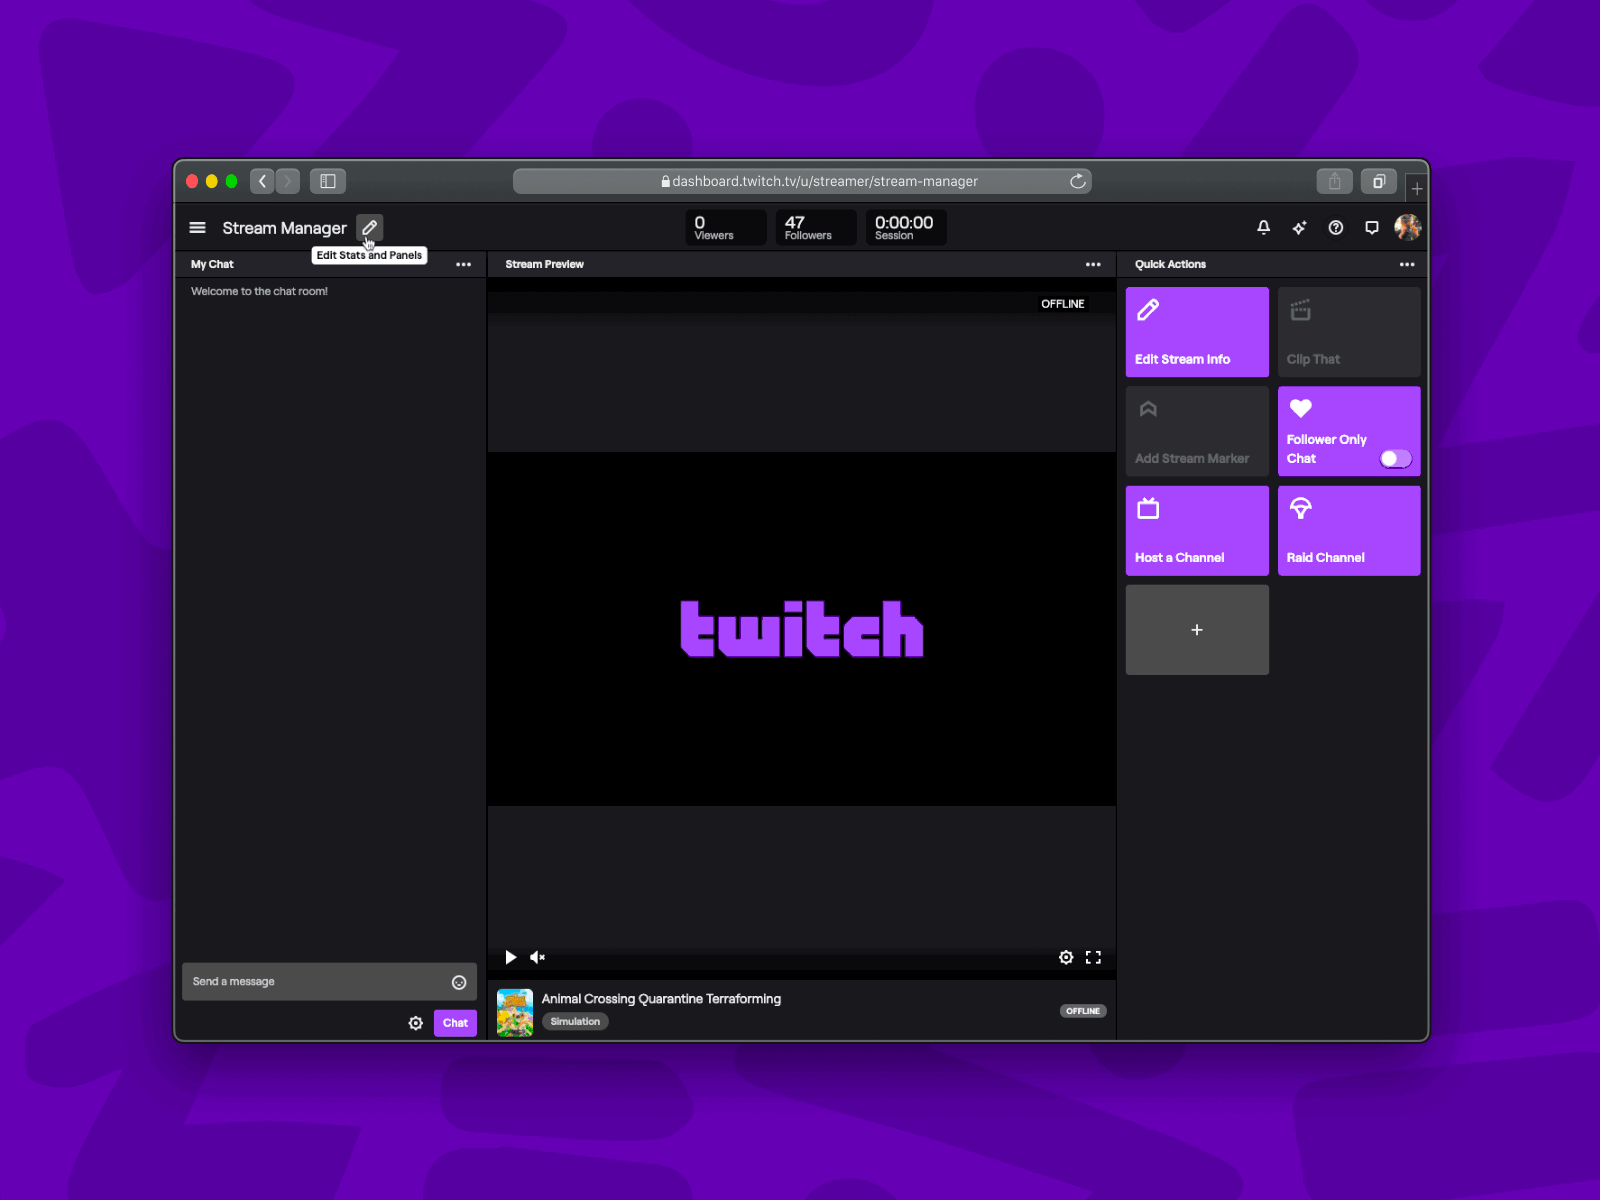 dashboard.twitch.tv/u/streamer/stream-manager
Stream Manager
Edit Stats and Panels
0
Viewers
47
Followers
0:00:00
Session
My Chat
Welcome to the chat room!
Send a message
Chat
Stream Preview
OFFLINE
twitch
Animal Crossing Quarantine Terraforming
Simulation
OFFLINE
Quick Actions
Edit Stream Info
Clip That
Add Stream Marker
Follower Only
Chat
Host a Channel
Raid Channel
+